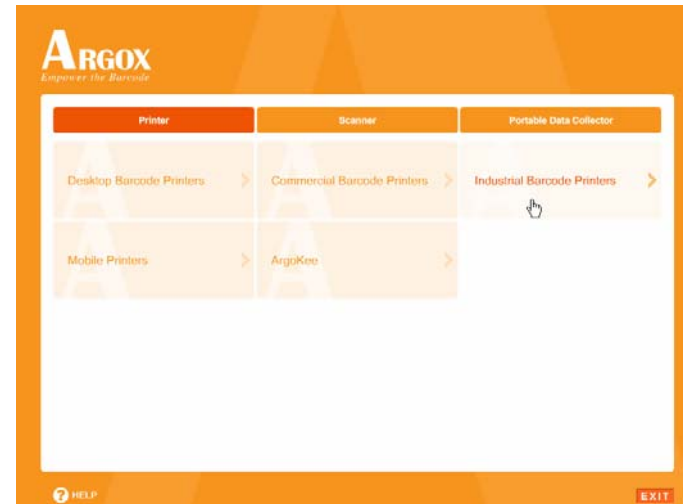 ARGOX
Empower the Barcode
Printer
Scanner
Portable Data Collector
Desktop Barcode Printers
Commercial Barcode Printers
Industrial Barcode Printers
Mobile Printers
ArgoKee
? HELP
EXIT